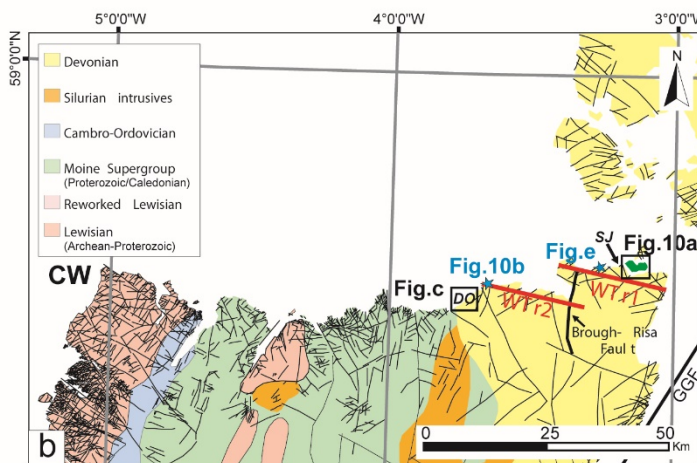 5°0'0"W
4°0'0"W
3°0'0"W
59°0'0"N
N
Devonian
Silurian intrusives
Cambro-Ordovician
Moine Supergroup
(Proterozoic/Caledonian)
Reworked Lewisian
Lewisian
(Archean-Proterozoic)
CW
Fig.c
DO
Fig.10b
Fig.e
SJ
Fig.10a
WTr1
WTr2
Brough- Risa
Faul t
GGF
b
0 25 50
Km